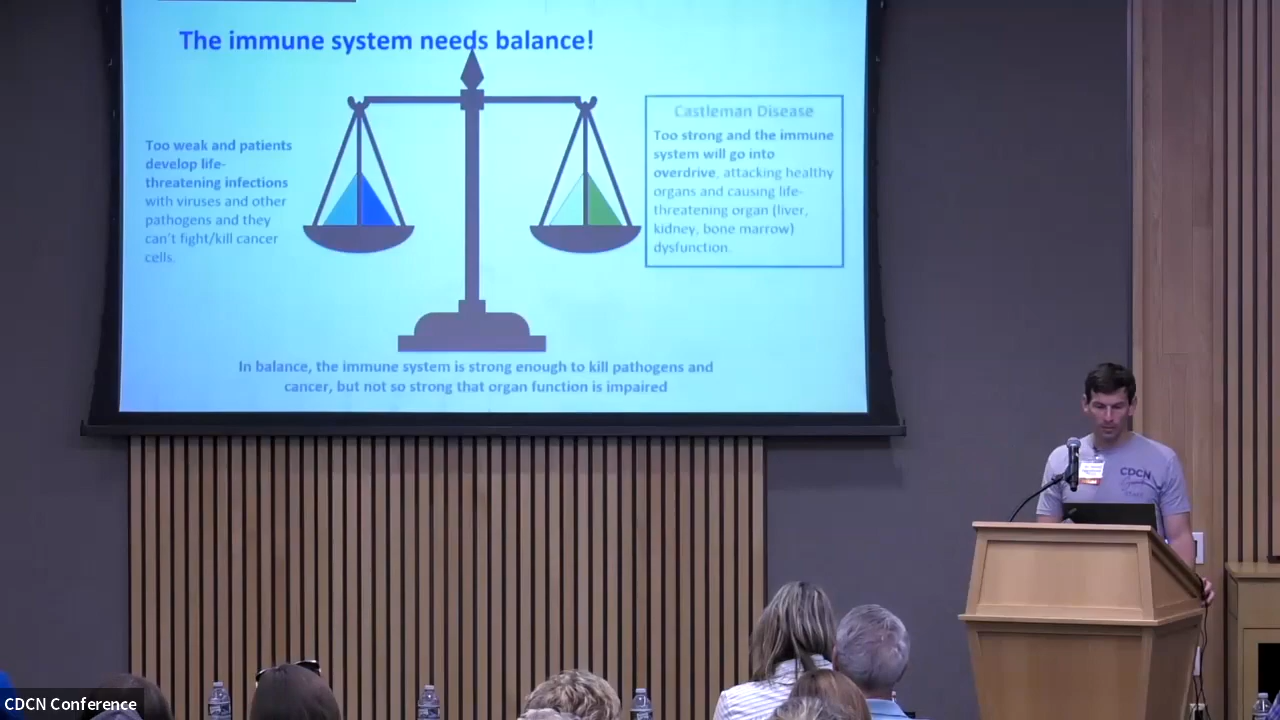 The immune system needs balance!
Too weak and patients
develop life-
threatening infections
with viruses and other
pathogens and they
can't fight/kill cancer
cells.
Castleman Disease
Too strong and the immune
system will go into
overdrive, attacking healthy
organs and causing life-
threatening organ (liver,
kidney, bone marrow)
dysfunction.
In balance, the immune system is strong enough to kill pathogens and
cancer, but not so strong that organ function is impaired
CDCN
CDCN Conference